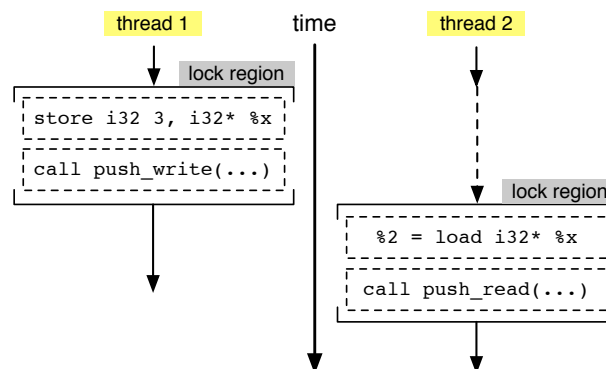 thread 1
time
thread 2
lock region
store i32 3, i32* %x
call push_write(...)
lock region
%2 = load i32* %x
call push_read(...)